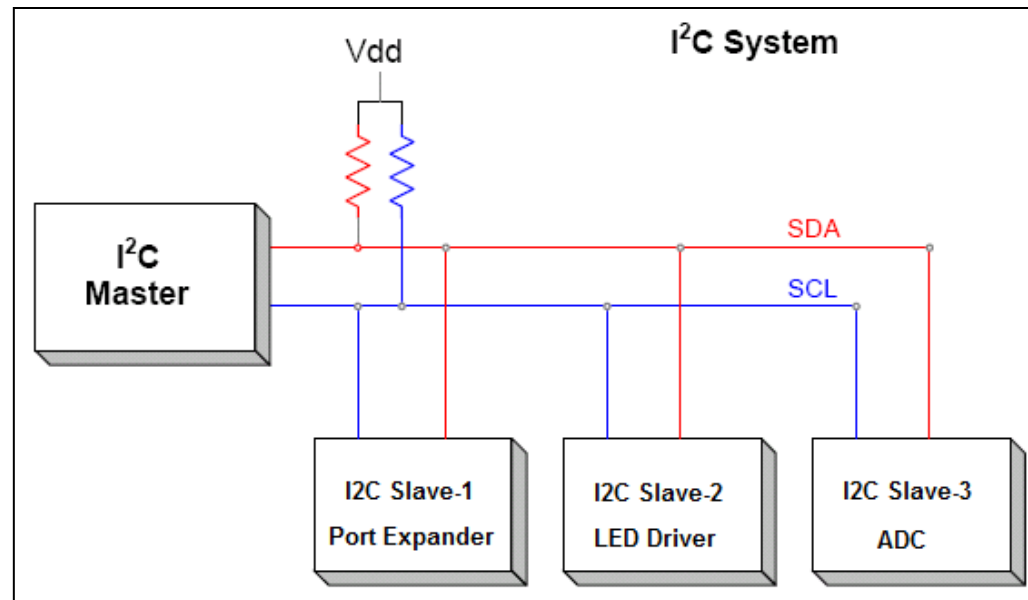 I²C System
Vdd
I²C
Master
SDA
SCL
I2C Slave-1
Port Expander
I2C Slave-2
LED Driver
I2C Slave-3
ADC